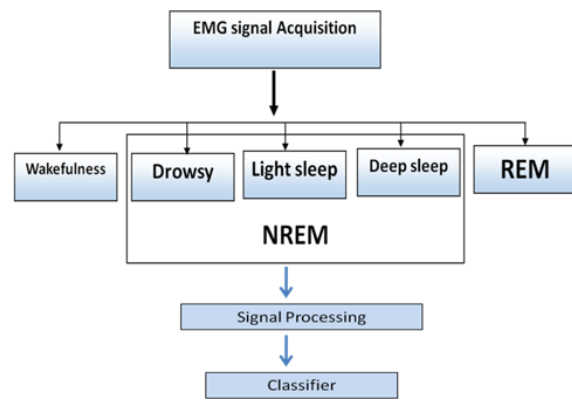 EMG signal Acquisition
Wakefulness
Drowsy
Light sleep
Deep sleep
REM
NREM
Signal Processing
Classifier